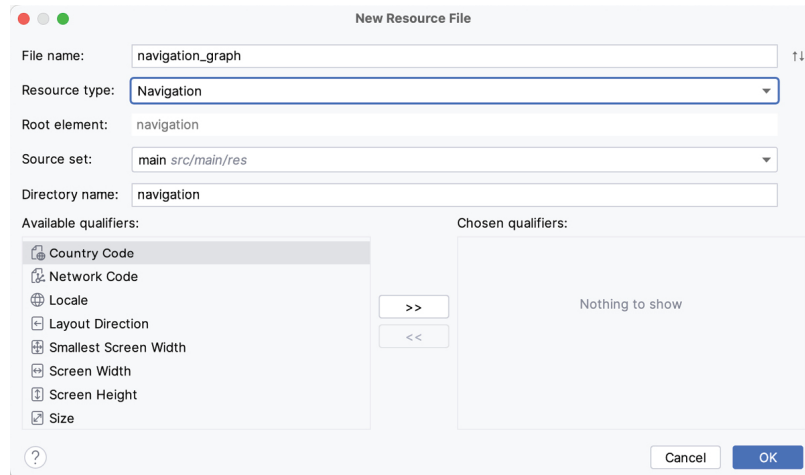 New Resource File
File name: navigation_graph
Resource type: Navigation
Root element: navigation
Source set: main src/main/res
Directory name: navigation
Available qualifiers: Chosen qualifiers:
Country Code
Network Code
Locale
Layout Direction
Smallest Screen Width
Screen Width
Screen Height
Size
>>
<<
Nothing to show
? Cancel OK